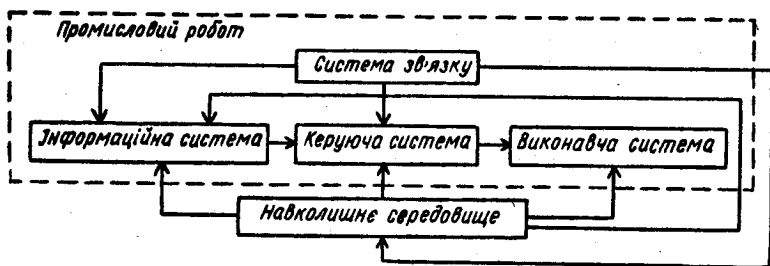 Промисловий робот
Система зв'язку
Інформаційна система
Керуюча система
Виконавча система
Навколишнє середовище